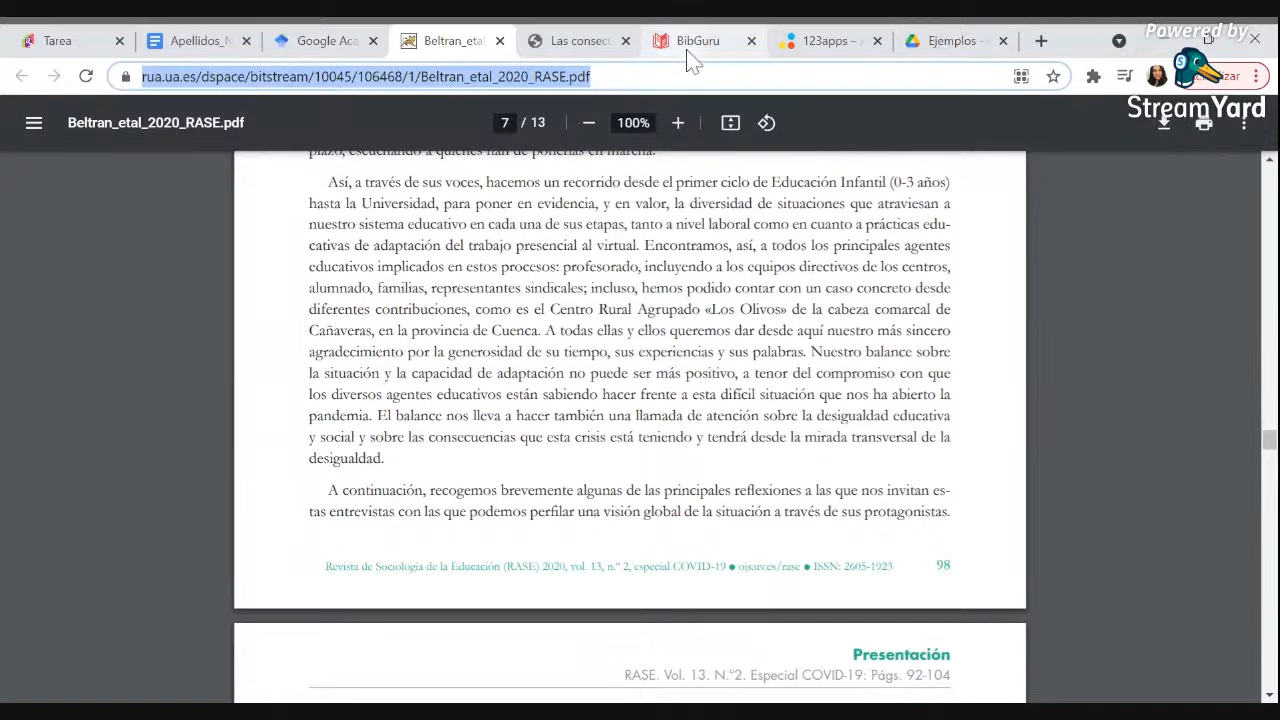 Powered by
Tarea
Apellidos_N
Google Aca
Beltran_etal
Las consec
BibGuru
123apps –
Ejemplos -
rua.ua.es/dspace/bitstream/10045/106468/1/Beltran_etal_2020_RASE.pdf
izar
StreamYard
Beltran_etal_2020_RASE.pdf
7 / 13
100%
plazo, escuchando a quienes han de ponerlas en marcha.
Así, a través de sus voces, hacemos un recorrido desde el primer ciclo de Educación Infantil (0-3 años)
hasta la Universidad, para poner en evidencia, y en valor, la diversidad de situaciones que atraviesan a
nuestro sistema educativo en cada una de sus etapas, tanto a nivel laboral como en cuanto a prácticas edu-
cativas de adaptación del trabajo presencial al virtual. Encontramos, así, a todos los principales agentes
educativos implicados en estos procesos: profesorado, incluyendo a los equipos directivos de los centros,
alumnado, familias, representantes sindicales; incluso, hemos podido contar con un caso concreto desde
diferentes contribuciones, como es el Centro Rural Agrupado «Los Olivos» de la cabeza comarcal de
Cañaveras, en la provincia de Cuenca. A todas ellas y ellos queremos dar desde aquí nuestro más sincero
agradecimiento por la generosidad de su tiempo, sus experiencias y sus palabras. Nuestro balance sobre
la situación y la capacidad de adaptación no puede ser más positivo, a tenor del compromiso con que
los diversos agentes educativos están sabiendo hacer frente a esta difícil situación que nos ha abierto la
pandemia. El balance nos lleva a hacer también una llamada de atención sobre la desigualdad educativa
y social y sobre las consecuencias que esta crisis está teniendo y tendrá desde la mirada transversal de la
desigualdad.
A continuación, recogemos brevemente algunas de las principales reflexiones a las que nos invitan es-
tas entrevistas con las que podemos perfilar una visión global de la situación a través de sus protagonistas.
Revista de Sociología de la Educación (RASE) 2020, vol. 13, n.º 2, especial COVID-19 ● ojs.uv.es/rase ● ISSN: 2605-1923
98
Presentación
RASE. Vol. 13. N.º2. Especial COVID-19: Págs. 92-104